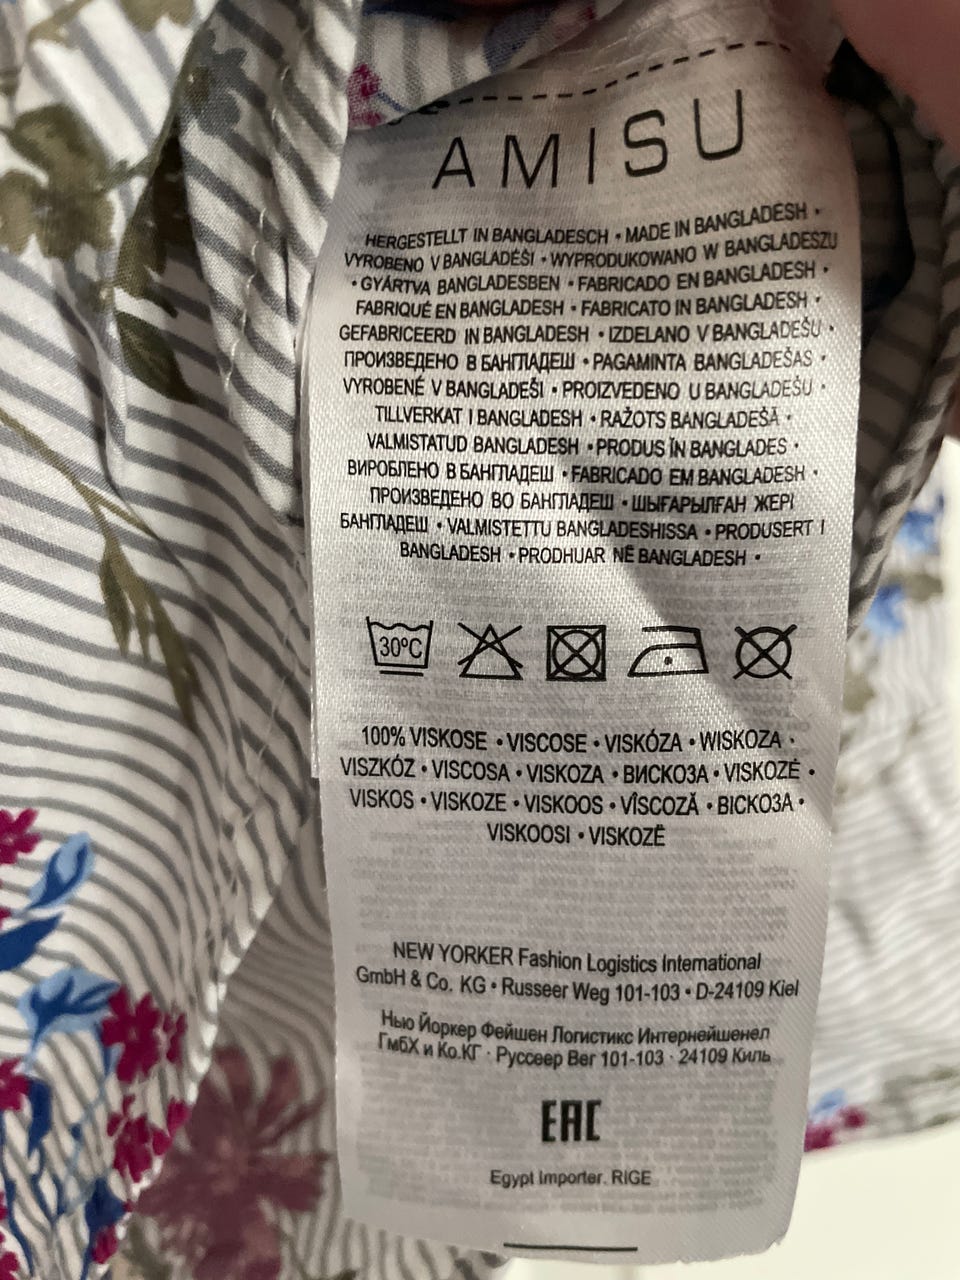 AMISU
HERGESTELLT IN BANGLADESCH • MADE IN BANGLADESH •
VYROBENO V BANGLADÉŠI • WYPRODUKOWANO W BANGLADESZU
• GYÁRTVA BANGLADESBEN • FABRICADO EN BANGLADESH •
FABRIQUÉ EN BANGLADESH • FABRICATO IN BANGLADESH •
GEFABRICEERD IN BANGLADESH • IZDELANO V BANGLADEŠU •
ПРОИЗВЕДЕНО В БАНГЛАДЕШ • PAGAMINTA BANGLADEŠAS •
VYROBENÉ V BANGLADEŠI • PROIZVEDENO U BANGLADEŠU •
TILLVERKAT I BANGLADESH • RAŽOTS BANGLADEŠĀ •
VALMISTATUD BANGLADESH • PRODUS ÎN BANGLADES •
ВИРОБЛЕНО В БАНГЛАДЕШ • FABRICADO EM BANGLADESH •
ПРОИЗВЕДЕНО ВО БАНГЛАДЕШ • ШЫҒАРЫЛҒАН ЖЕРІ
БАНГЛАДЕШ • VALMISTETTU BANGLADESHISSA • PRODUSERT I
BANGLADESH • PRODHUAR NË BANGLADESH •
30°C
100% VISKOSE • VISCOSE • VISKÓZA • WISKOZA •
VISZKÓZ • VISCOSA • VISKOZA • ВИСКОЗА • VISKOZĖ •
VISKOS • VISKOZE • VISKOOS • VÎSCOZĂ • ВІСКОЗА •
VISKOOSI • VISKOZË
NEW YORKER Fashion Logistics International
GmbH & Co. KG • Russeer Weg 101-103 • D-24109 Kiel
Нью Йоркер Фейшен Логистикс Интернейшенел
ГмбХ и Ко.КГ · Руссеер Вег 101-103 · 24109 Киль
EAC
Egypt Importer. RIGE